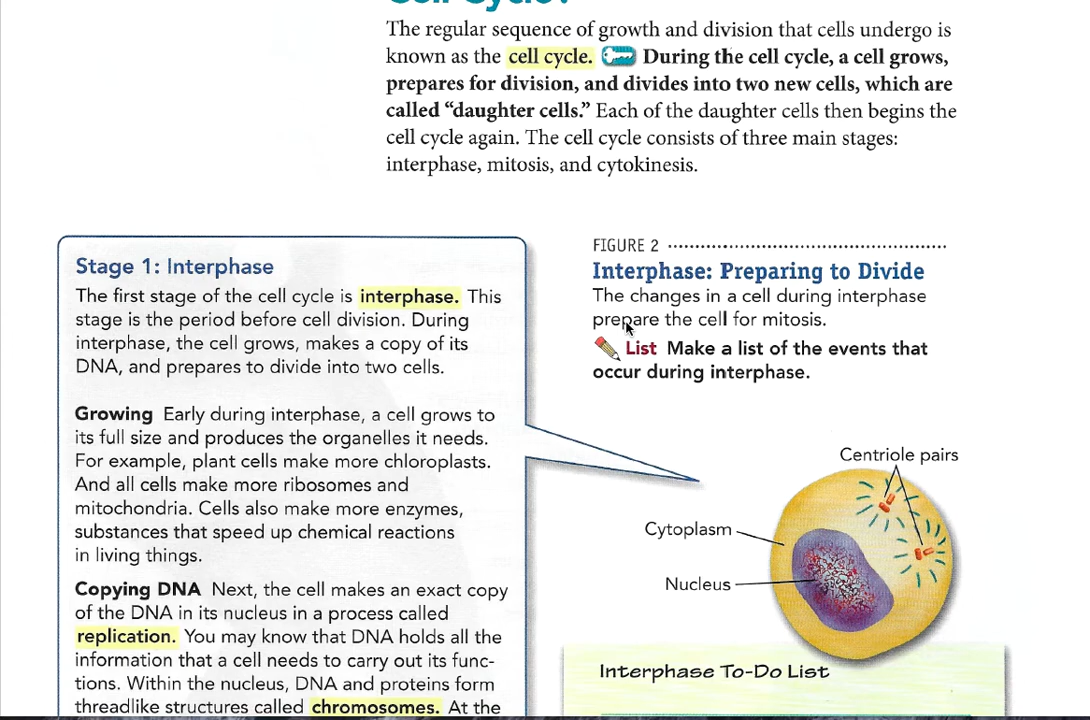 Cell Cycle?
The regular sequence of growth and division that cells undergo is
known as the cell cycle. During the cell cycle, a cell grows,
prepares for division, and divides into two new cells, which are
called “daughter cells.” Each of the daughter cells then begins the
cell cycle again. The cell cycle consists of three main stages:
interphase, mitosis, and cytokinesis.
Stage 1: Interphase
The first stage of the cell cycle is interphase. This
stage is the period before cell division. During
interphase, the cell grows, makes a copy of its
DNA, and prepares to divide into two cells.
Growing Early during interphase, a cell grows to
its full size and produces the organelles it needs.
For example, plant cells make more chloroplasts.
And all cells make more ribosomes and
mitochondria. Cells also make more enzymes,
substances that speed up chemical reactions
in living things.
Copying DNA Next, the cell makes an exact copy
of the DNA in its nucleus in a process called
replication. You may know that DNA holds all the
information that a cell needs to carry out its func-
tions. Within the nucleus, DNA and proteins form
threadlike structures called chromosomes. At the
FIGURE 2
Interphase: Preparing to Divide
The changes in a cell during interphase
prepare the cell for mitosis.
List Make a list of the events that
occur during interphase.
Centriole pairs
Cytoplasm
Nucleus
Interphase To-Do List